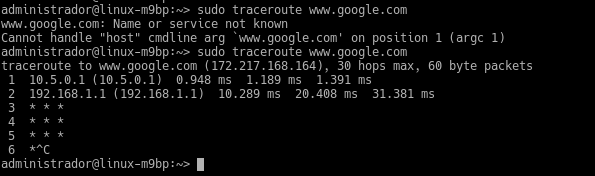 administrador@linux-m9bp:~> sudo traceroute www.google.com
www.google.com: Name or service not known
Cannot handle "host" cmdline arg `www.google.com' on position 1 (argc 1)
administrador@linux-m9bp:~> sudo traceroute www.google.com
traceroute to www.google.com (172.217.168.164), 30 hops max, 60 byte packets
 1  10.5.0.1 (10.5.0.1)  0.948 ms  1.189 ms  1.391 ms
 2  192.168.1.1 (192.168.1.1)  10.289 ms  20.408 ms  31.381 ms
 3  * * *
 4  * * *
 5  * * *
 6  *^C
administrador@linux-m9bp:~>